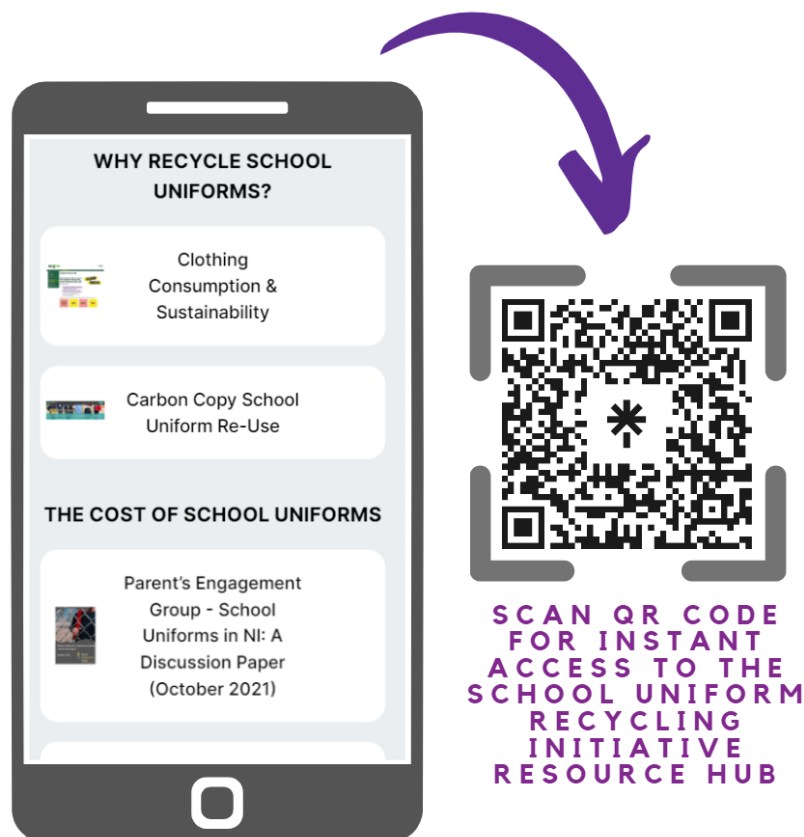 WHY RECYCLE SCHOOL
UNIFORMS?
Clothing
Consumption &
Sustainability
Carbon Copy School
Uniform Re-Use
THE COST OF SCHOOL UNIFORMS
Parent's Engagement
Group - School
Uniforms in NI: A
Discussion Paper
(October 2021)
SCAN QR CODE
FOR INSTANT
ACCESS TO THE
SCHOOL UNIFORM
RECYCLING
INITIATIVE
RESOURCE HUB